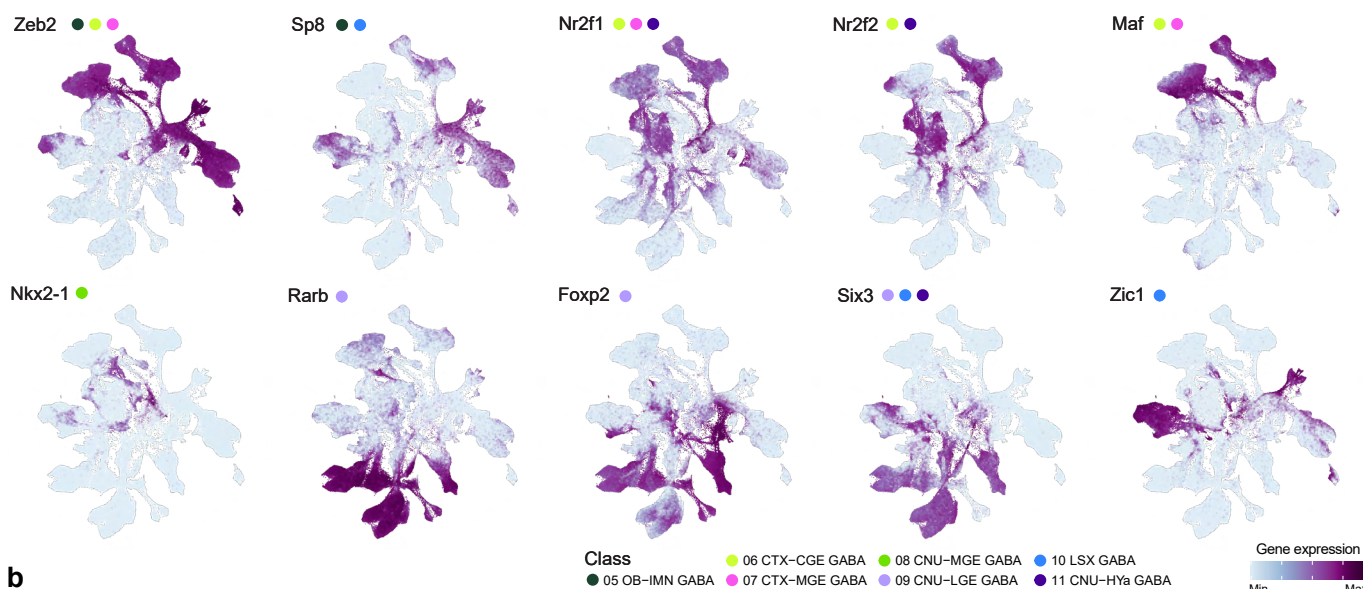 Zeb2
Sp8
Nr2f1
Nr2f2
Maf
Nkx2-1
Rarb
Foxp2
Six3
Zic1
b
Class
05 OB−IMN GABA
06 CTX−CGE GABA
07 CTX−MGE GABA
08 CNU−MGE GABA
09 CNU−LGE GABA
10 LSX GABA
11 CNU−HYa GABA
Gene expression